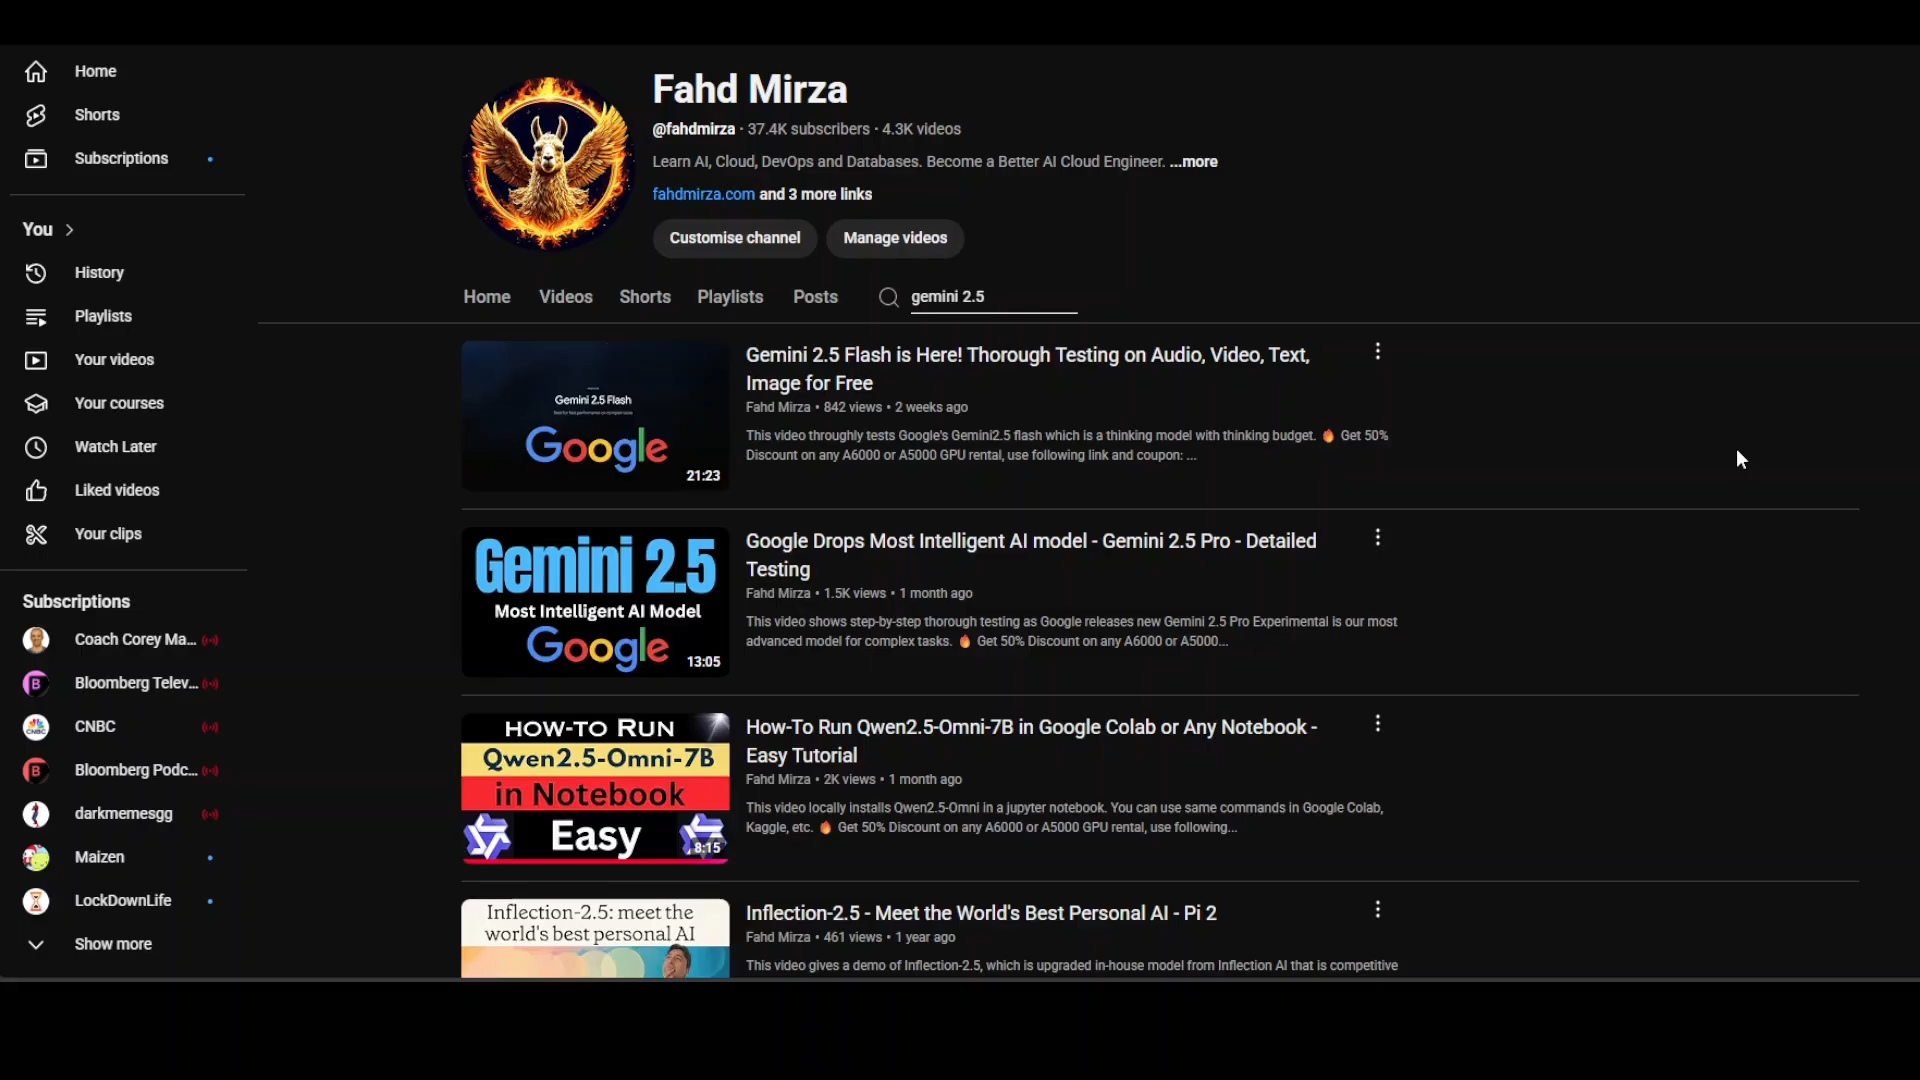 Home
Shorts
Subscriptions
You
History
Playlists
Your videos
Your courses
Watch Later
Liked videos
Your clips
Subscriptions
Coach Corey Ma...
Bloomberg Telev...
CNBC
Bloomberg Podc...
darkmemesgg
Maizen
LockDownLife
Show more
Fahd Mirza
@fahdmirza · 37.4K subscribers · 4.3K videos
Learn AI, Cloud, DevOps and Databases. Become a Better AI Cloud Engineer. ...more
fahdmirza.com and 3 more links
Customise channel Manage videos
Home Videos Shorts Playlists Posts gemini 2.5
Gemini 2.5 Flash
Google
21:23
Gemini 2.5 Flash is Here! Thorough Testing on Audio, Video, Text,
Image for Free
Fahd Mirza • 842 views • 2 weeks ago
This video throughly tests Google's Gemini2.5 flash which is a thinking model with thinking budget. 🔥 Get 50%
Discount on any A6000 or A5000 GPU rental, use following link and coupon: ...
Gemini 2.5
Most Intelligent AI Model
Google
13:05
Google Drops Most Intelligent AI model - Gemini 2.5 Pro - Detailed
Testing
Fahd Mirza • 1.5K views • 1 month ago
This video shows step-by-step thorough testing as Google releases new Gemini 2.5 Pro Experimental is our most
advanced model for complex tasks. 🔥 Get 50% Discount on any A6000 or A5000...
HOW-TO RUN
Qwen2.5-Omni-7B
in Notebook
Easy
8:15
How-To Run Qwen2.5-Omni-7B in Google Colab or Any Notebook -
Easy Tutorial
Fahd Mirza • 2K views • 1 month ago
This video locally installs Qwen2.5-Omni in a jupyter notebook. You can use same commands in Google Colab,
Kaggle, etc. 🔥 Get 50% Discount on any A6000 or A5000 GPU rental, use following...
Inflection-2.5: meet the
world's best personal AI
Inflection-2.5 - Meet the World's Best Personal AI - Pi 2
Fahd Mirza • 461 views • 1 year ago
This video gives a demo of Inflection-2.5, which is upgraded in-house model from Inflection AI that is competitive